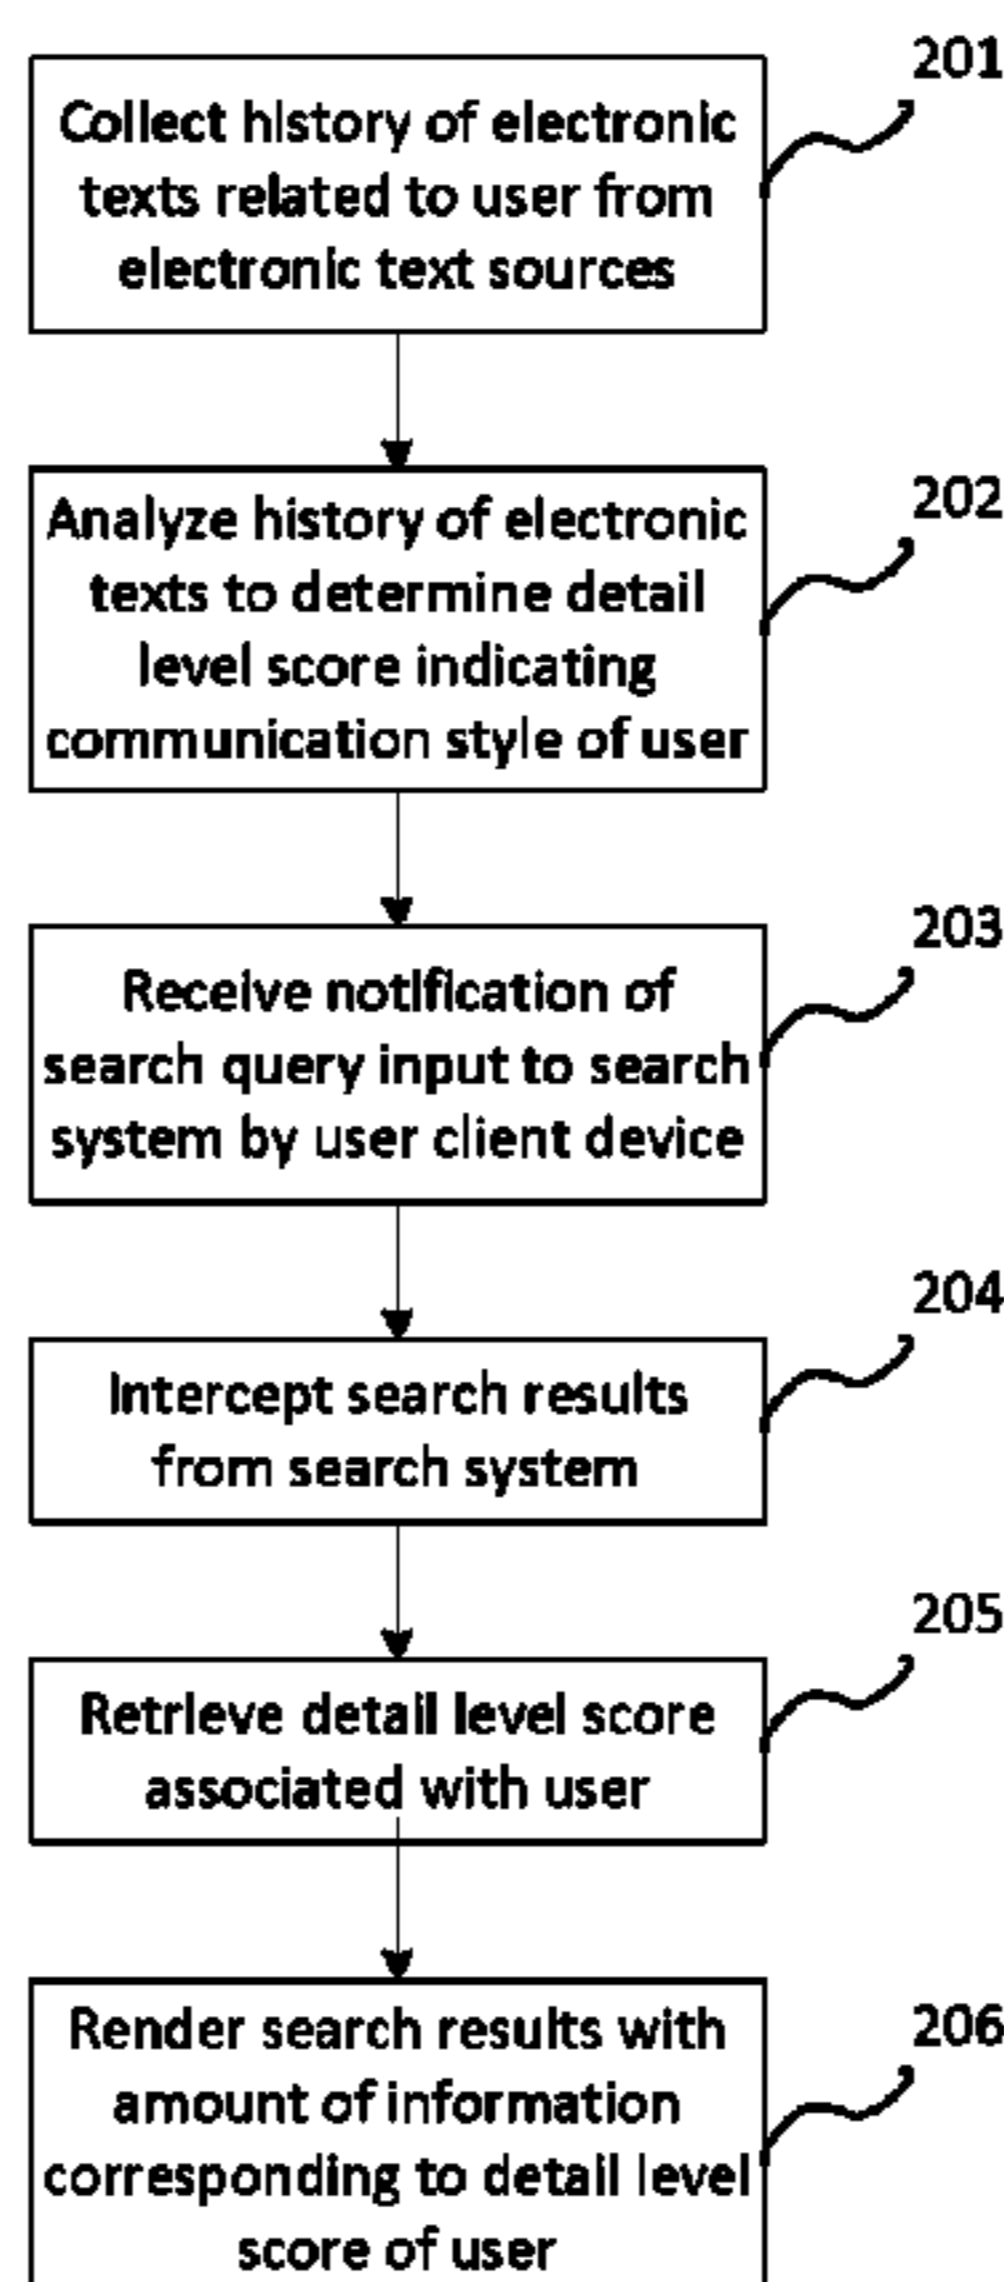 201
Collect history of electronic
texts related to user from
electronic text sources
202
Analyze history of electronic
texts to determine detail
level score indicating
communication style of user
203
Receive notification of
search query input to search
system by user client device
204
Intercept search results
from search system
205
Retrieve detail level score
associated with user
206
Render search results with
amount of information
corresponding to detail level
score of user